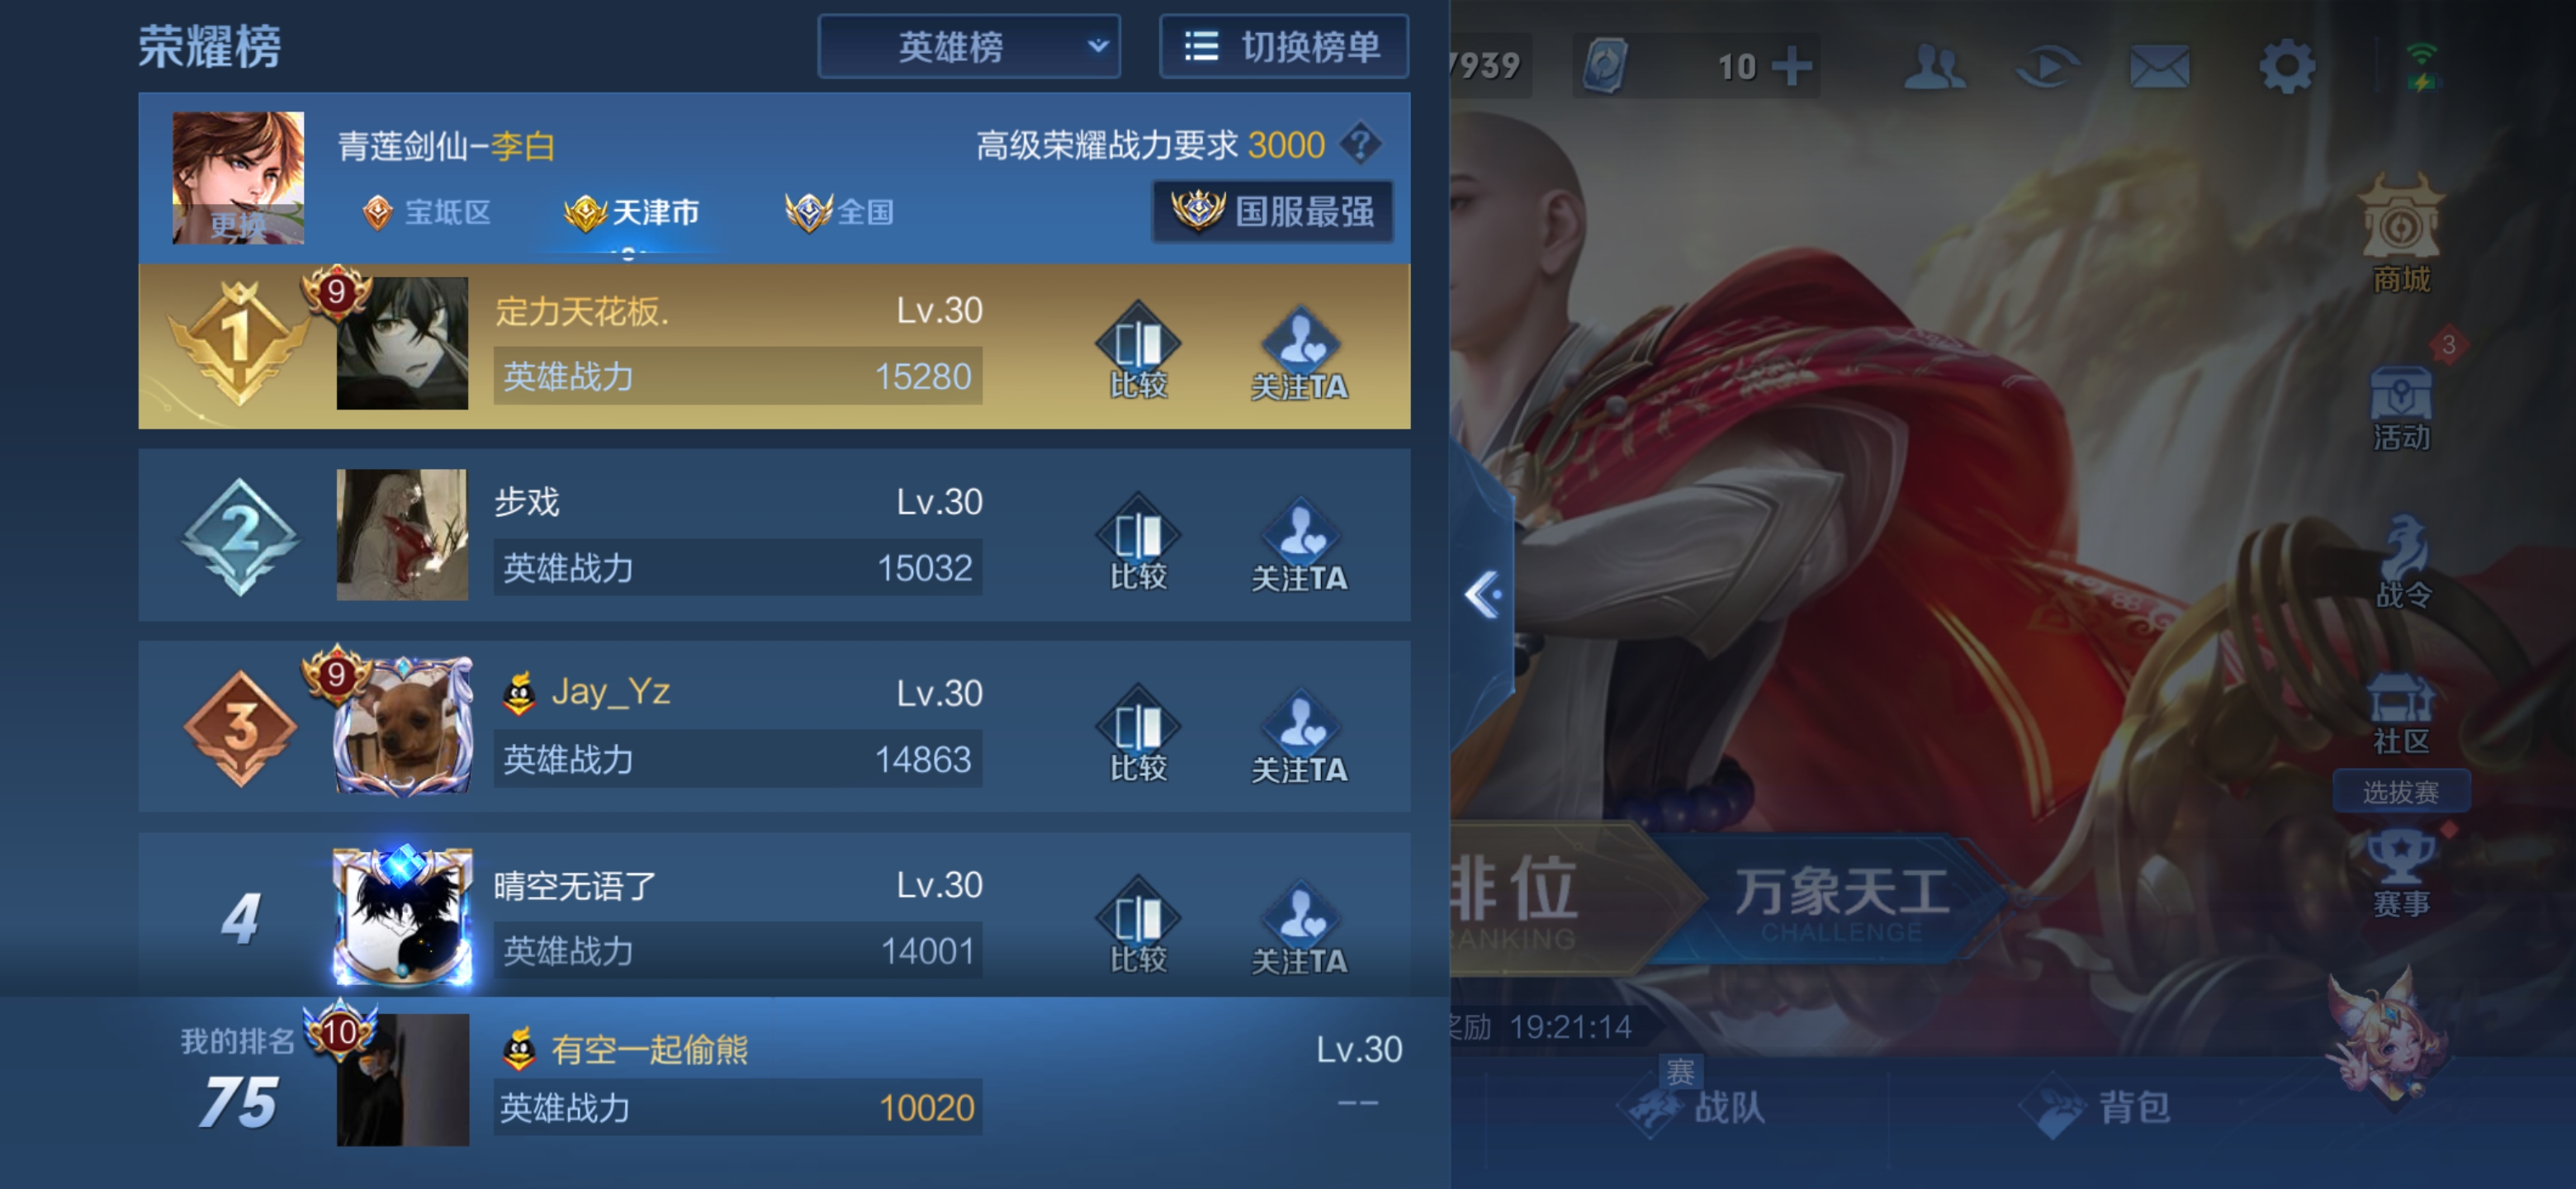 荣耀榜
英雄榜
切换榜单
青莲剑仙-李白
高级荣耀战力要求 3000 ?
更换
宝坻区
天津市
全国
国服最强
1
9
定力天花板.
Lv.30
英雄战力
15280
比较
关注TA
2
步戏
Lv.30
英雄战力
15032
比较
关注TA
3
9
Jay_Yz
Lv.30
英雄战力
14863
比较
关注TA
4
晴空无语了
Lv.30
英雄战力
14001
比较
关注TA
我的排名
75
10
有空一起偷熊
Lv.30
英雄战力
10020
--
7939
10
商城
3
活动
战令
社区
选拔赛
赛事
排位
RANKING
万象天工
CHALLENGE
奖励 19:21:14
赛
战队
背包